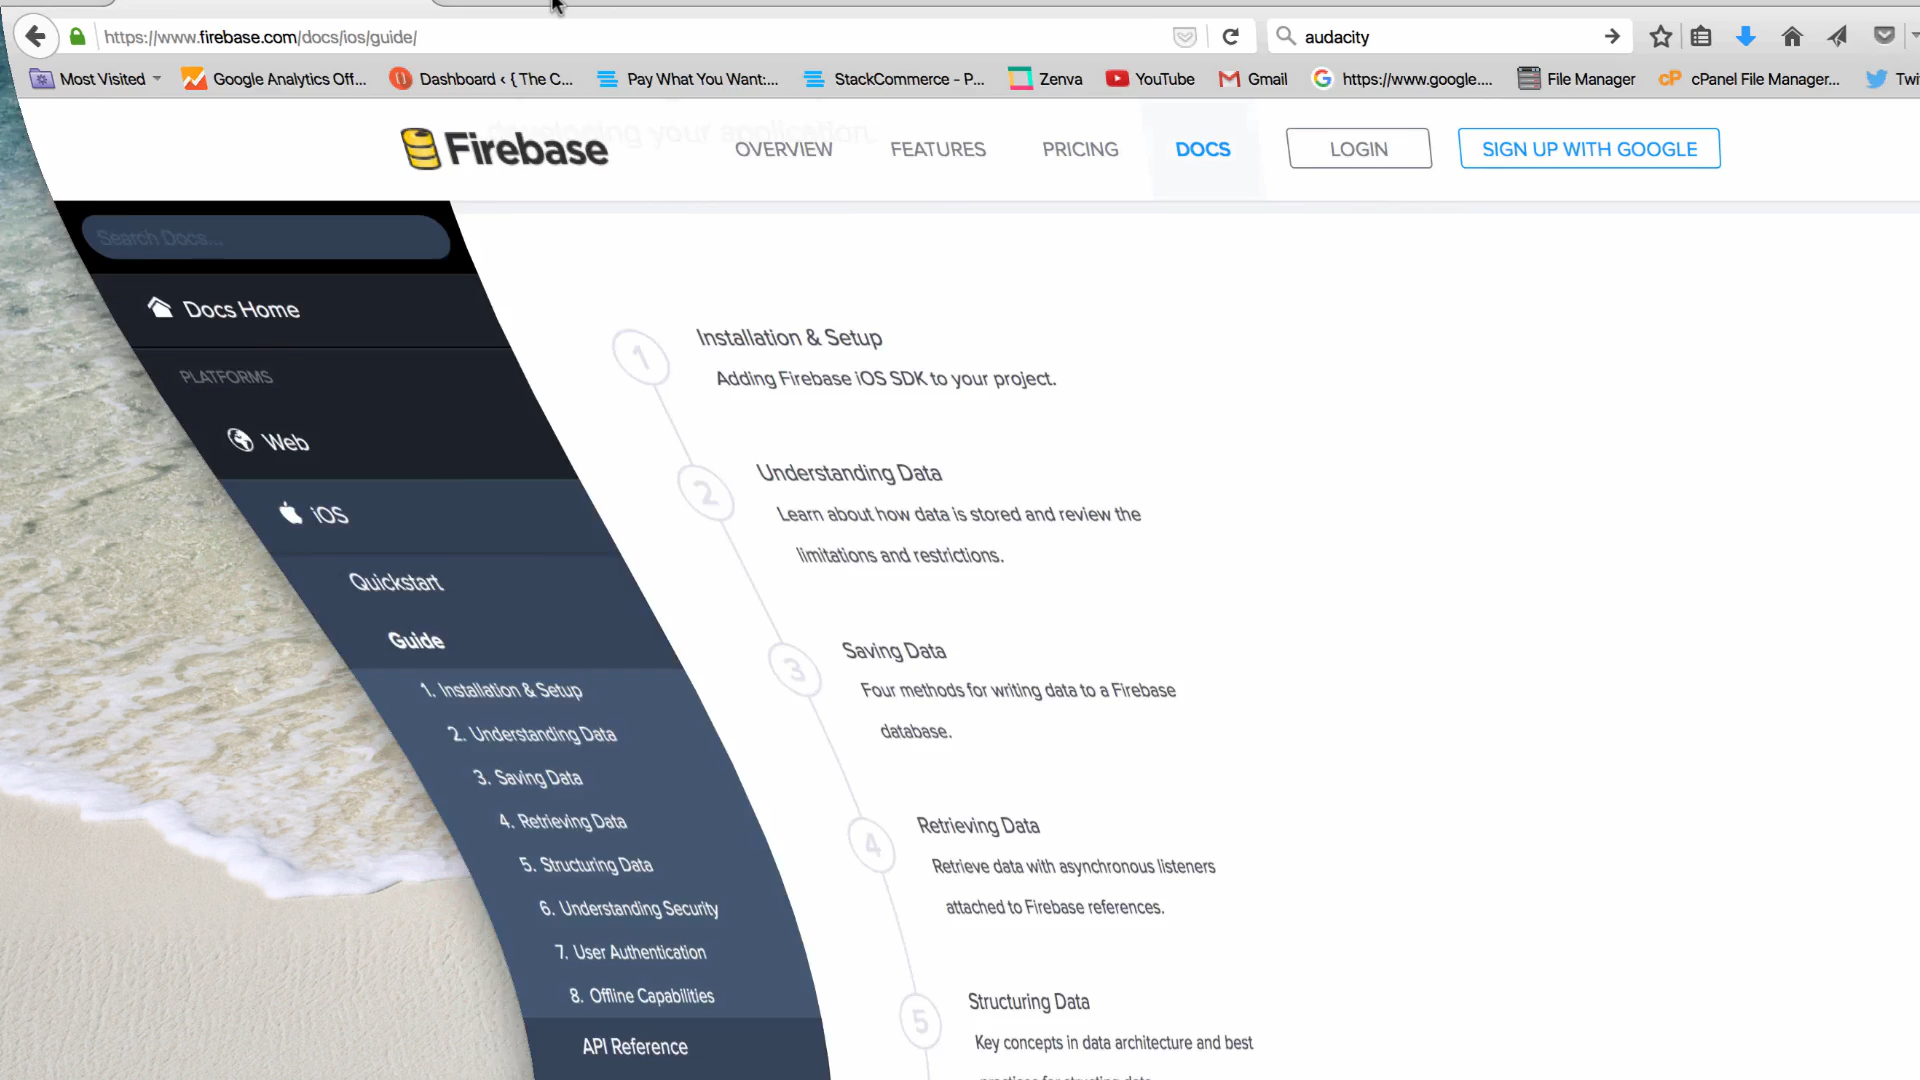 https://www.firebase.com/docs/ios/guide/
audacity
Most Visited
Google Analytics Off...
Dashboard ‹ { The C...
Pay What You Want:...
StackCommerce - P...
Zenva
YouTube
Gmail
https://www.google....
File Manager
cP cPanel File Manager...
Twi
developing your application.
Firebase
OVERVIEW
FEATURES
PRICING
DOCS
LOGIN
SIGN UP WITH GOOGLE
Search Docs...
Docs Home
PLATFORMS
Web
iOS
Quickstart
Guide
1. Installation & Setup
2. Understanding Data
3. Saving Data
4. Retrieving Data
5. Structuring Data
6. Understanding Security
7. User Authentication
8. Offline Capabilities
API Reference
1
Installation & Setup
Adding Firebase iOS SDK to your project.
2
Understanding Data
Learn about how data is stored and review the
limitations and restrictions.
3
Saving Data
Four methods for writing data to a Firebase
database.
4
Retrieving Data
Retrieve data with asynchronous listeners
attached to Firebase references.
5
Structuring Data
Key concepts in data architecture and best